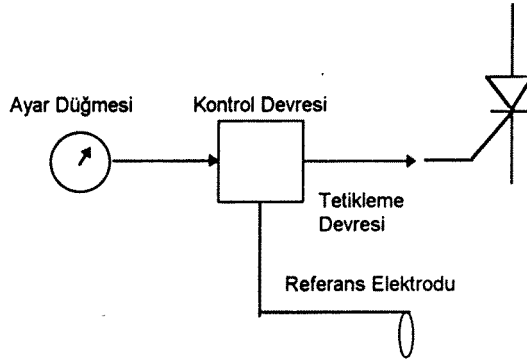 Ayar Düğmesi
Kontrol Devresi
Tetikleme
Devresi
Referans Elektrodu